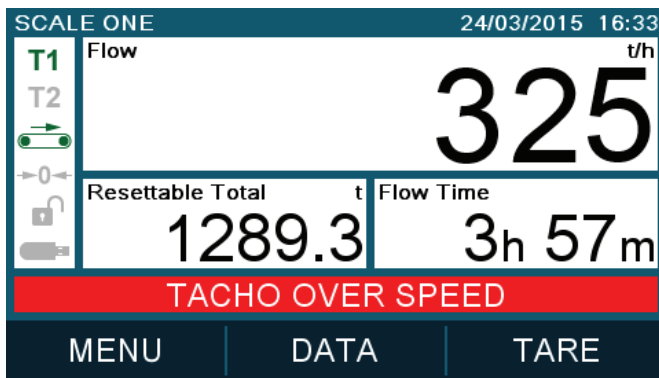 SCALE ONE 24/03/2015 16:33
T1
T2
→0←
Flow t/h
325
Resettable Total t
1289.3
Flow Time
3h 57m
TACHO OVER SPEED
MENU DATA TARE